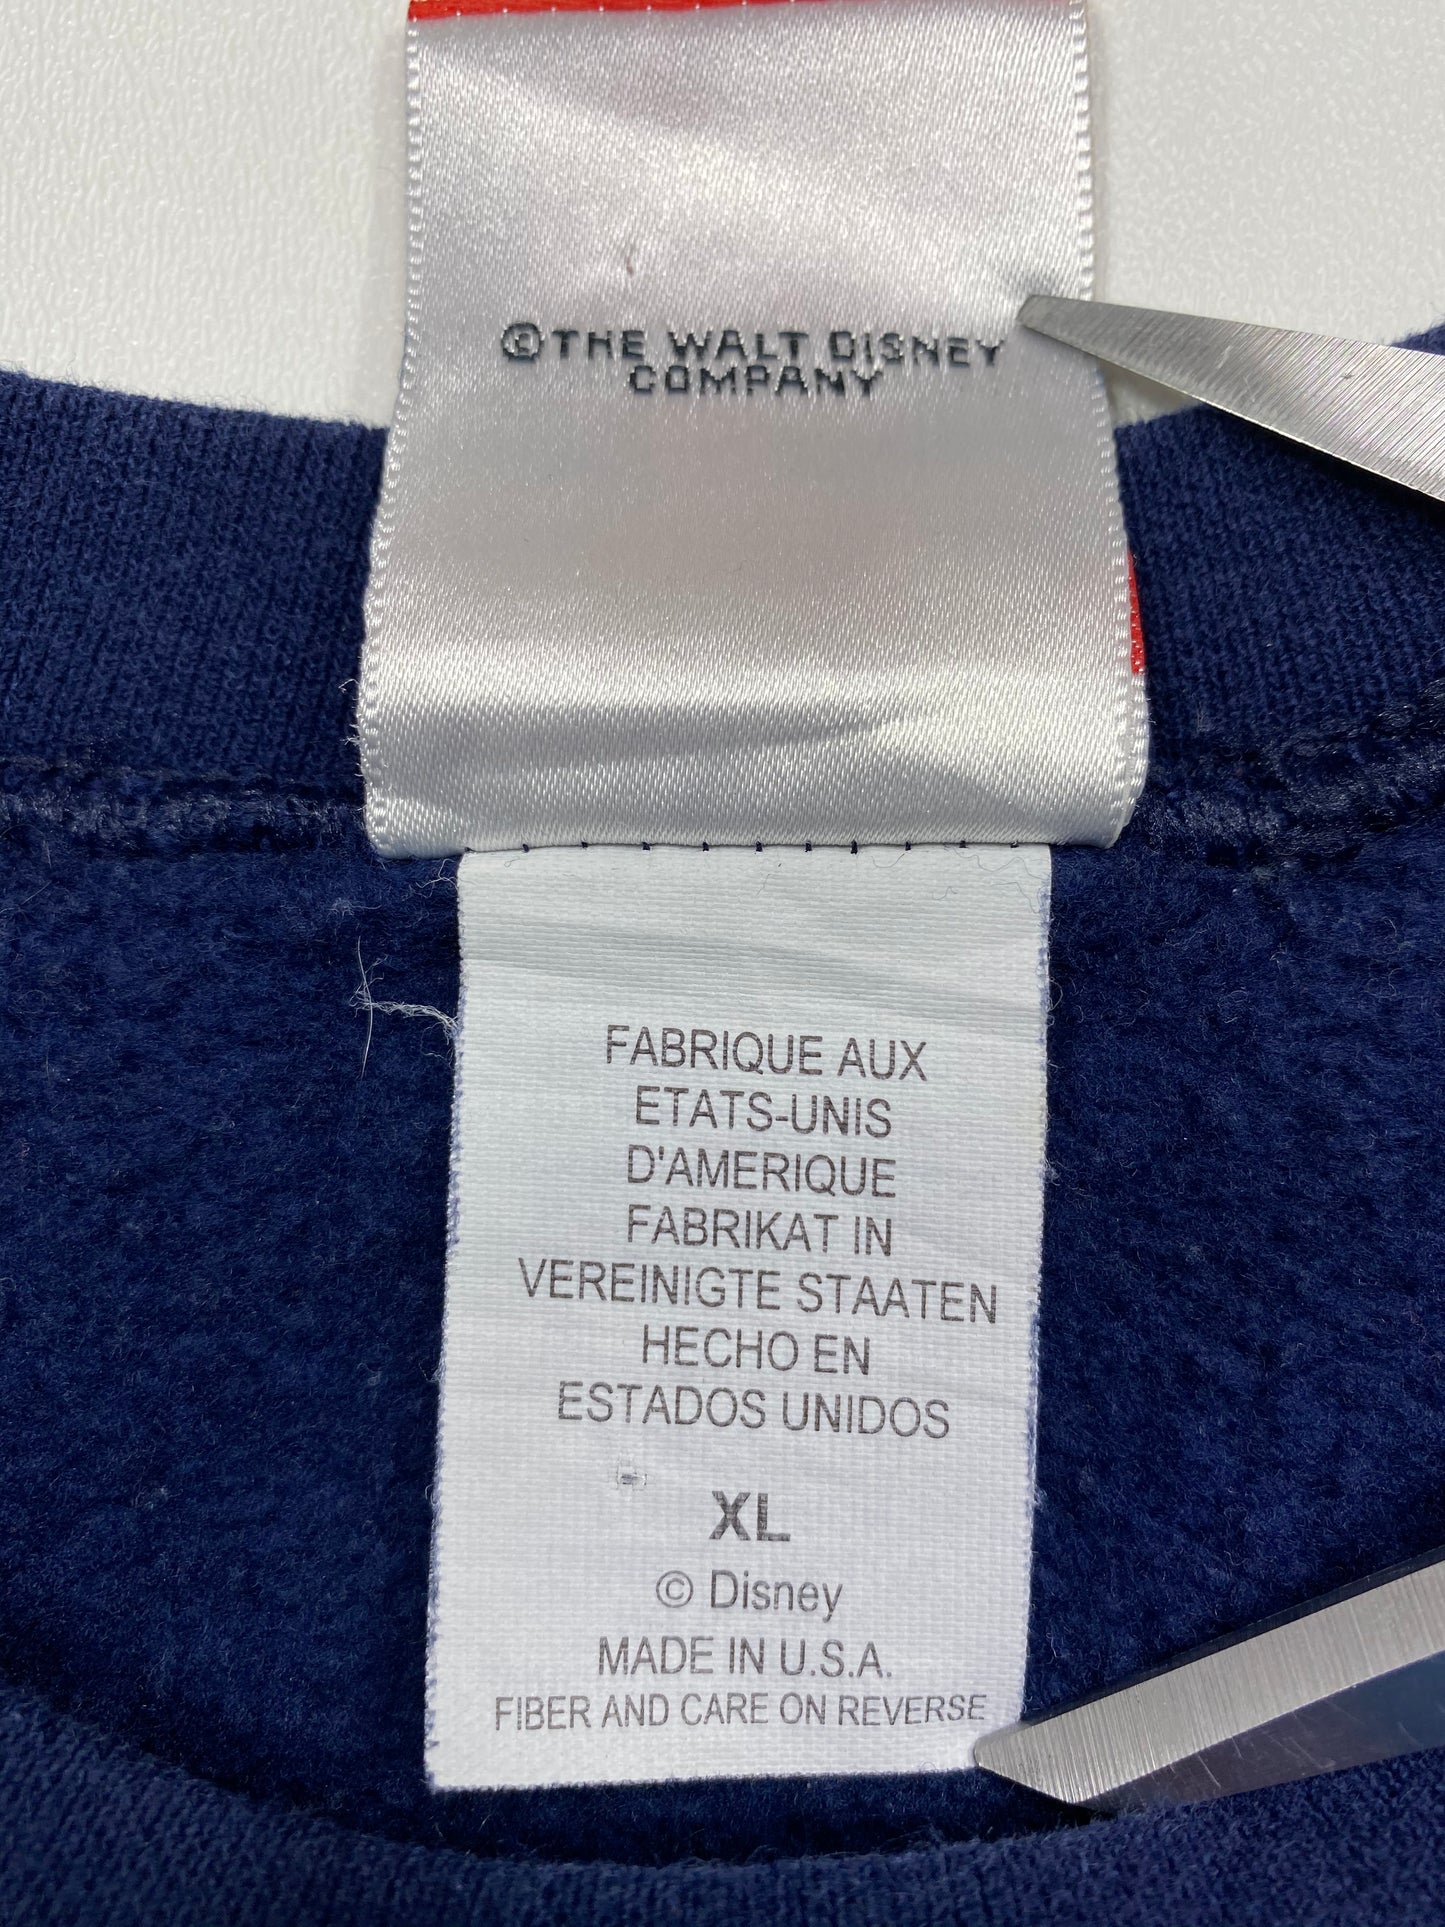 ©THE WALT DISNEY
COMPANY
FABRIQUE AUX
ETATS-UNIS
D'AMERIQUE
FABRIKAT IN
VEREINIGTE STAATEN
HECHO EN
ESTADOS UNIDOS
XL
© Disney
MADE IN U.S.A.
FIBER AND CARE ON REVERSE